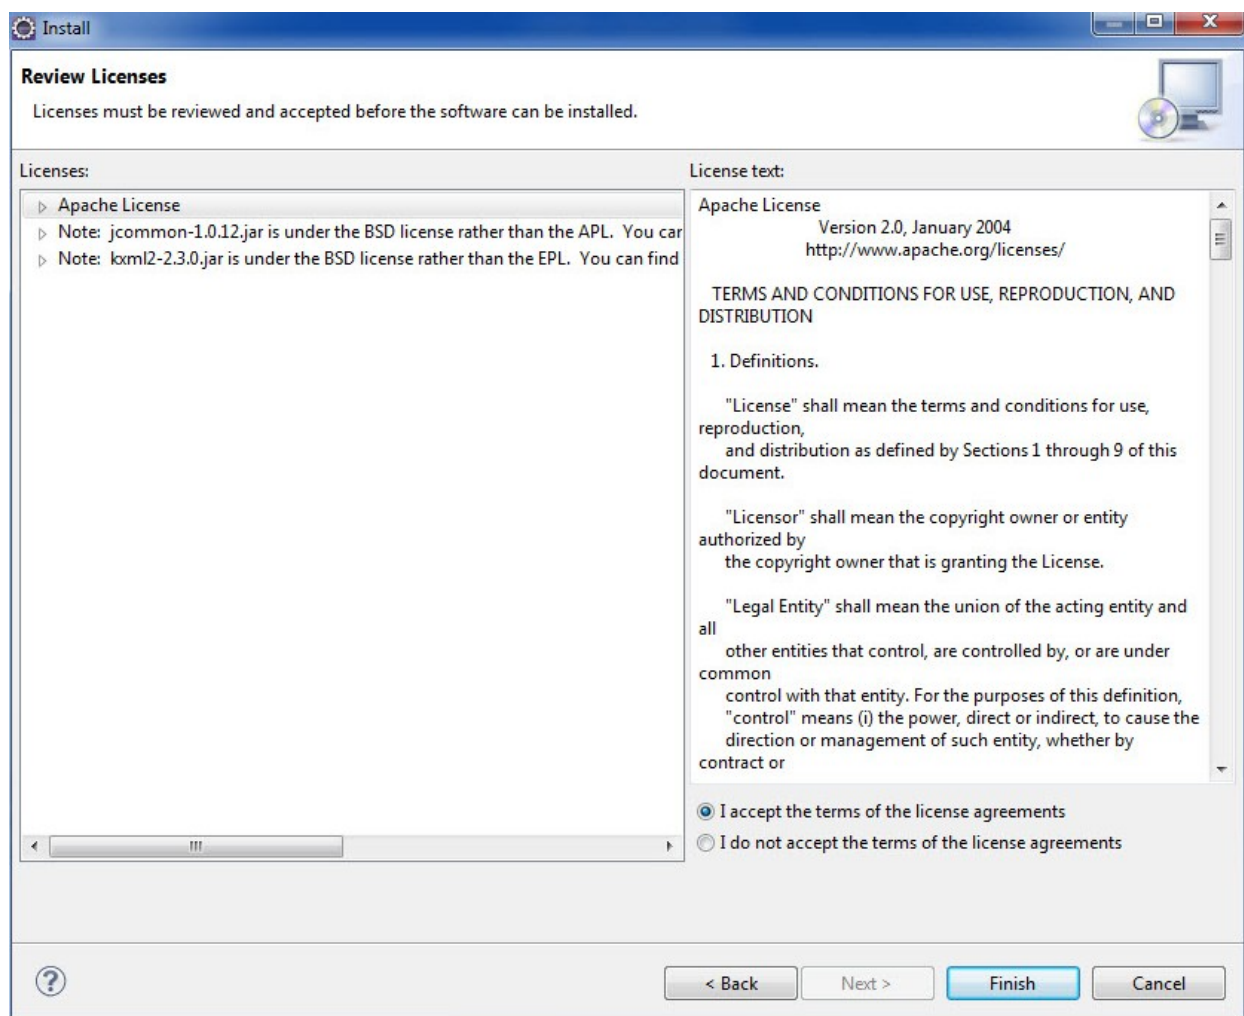 Install
Review Licenses
Licenses must be reviewed and accepted before the software can be installed.
Licenses:
Apache License
Note: jcommon-1.0.12.jar is under the BSD license rather than the APL. You car
Note: kxml2-2.3.0.jar is under the BSD license rather than the EPL. You can find
License text:
Apache License
Version 2.0, January 2004
http://www.apache.org/licenses/
TERMS AND CONDITIONS FOR USE, REPRODUCTION, AND
DISTRIBUTION
1. Definitions.
"License" shall mean the terms and conditions for use,
reproduction,
and distribution as defined by Sections 1 through 9 of this
document.
"Licensor" shall mean the copyright owner or entity
authorized by
the copyright owner that is granting the License.
"Legal Entity" shall mean the union of the acting entity and
all
other entities that control, are controlled by, or are under
common
control with that entity. For the purposes of this definition,
"control" means (i) the power, direct or indirect, to cause the
direction or management of such entity, whether by
contract or
I accept the terms of the license agreements
I do not accept the terms of the license agreements
?
< Back
Next >
Finish
Cancel